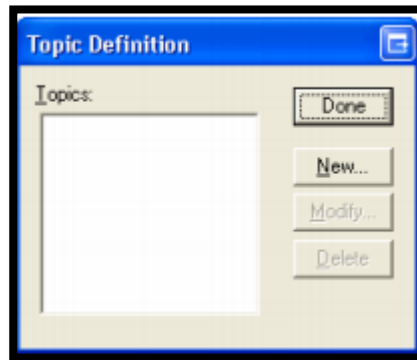 Topic Definition
Topics:
Done
New...
Modify...
Delete